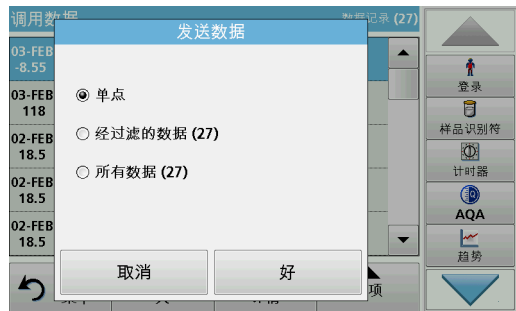 调用数据
数据记录 (27)
发送数据
03-FEB
-8.55
03-FEB
118
02-FEB
18.5
02-FEB
18.5
02-FEB
18.5
单点
经过滤的数据 (27)
所有数据 (27)
取消
好
项
登录
样品识别符
计时器
AQA
趋势